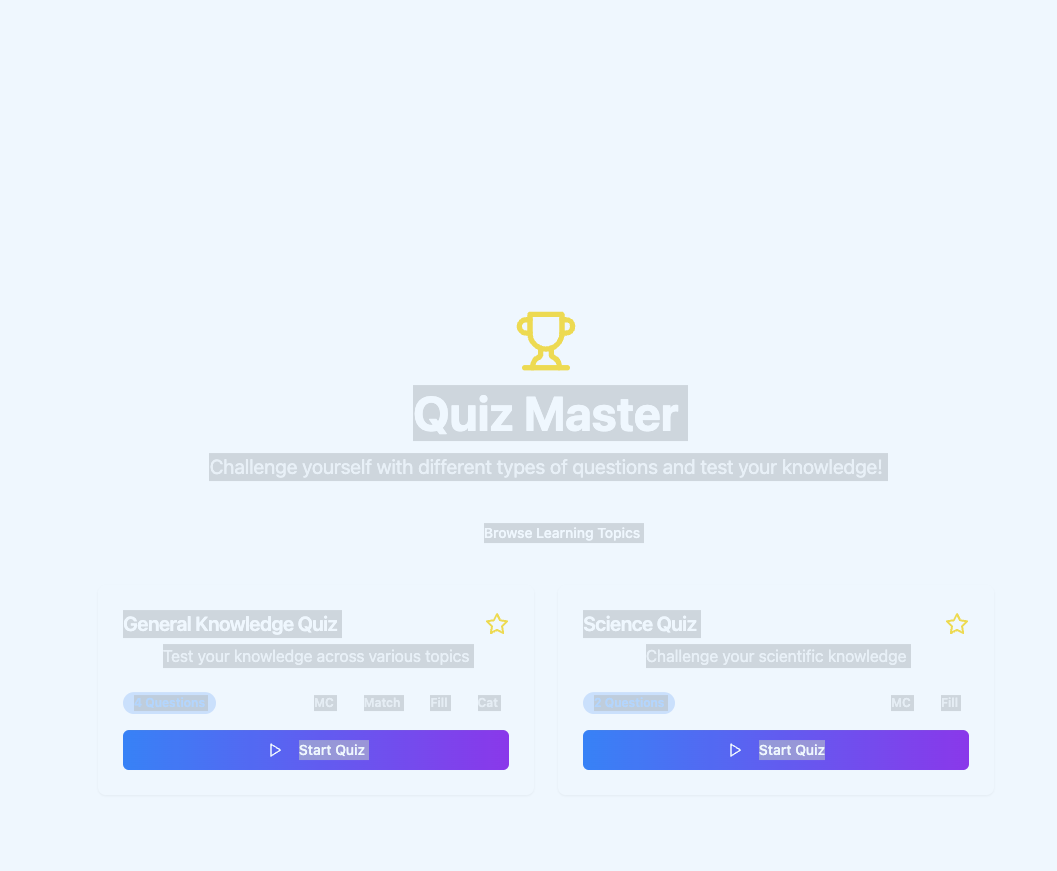 Quiz Master
Challenge yourself with different types of questions and test your knowledge!
Browse Learning Topics
General Knowledge Quiz
Test your knowledge across various topics
Questions
MC Match Fill Cat
Start Quiz
Science Quiz
Challenge your scientific knowledge
Questions
MC Fill
Start Quiz